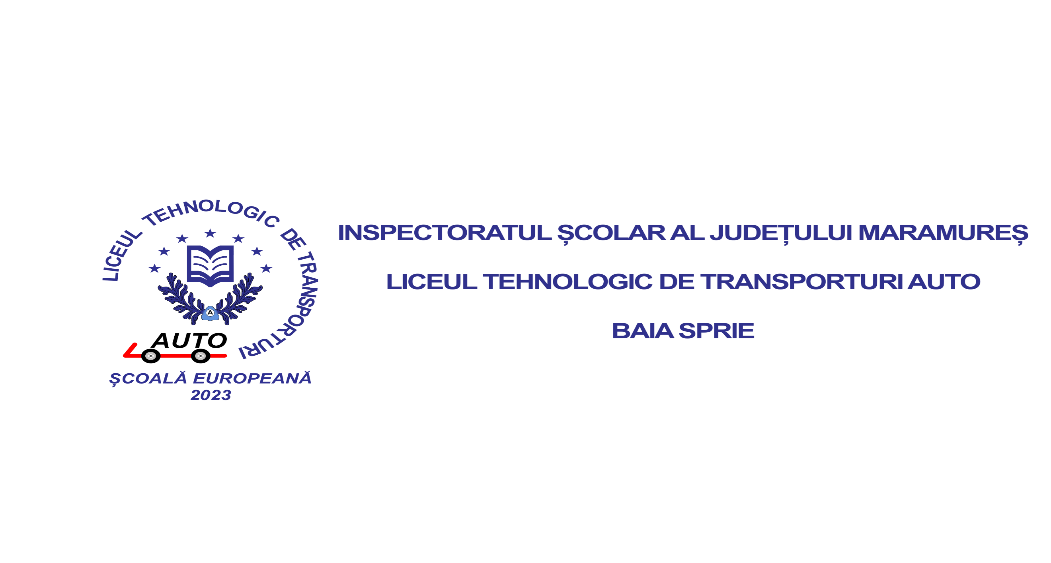 LICEUL TEHNOLOGIC DE TRANSPORTURI
AUTO
ȘCOALĂ EUROPEANĂ
2023
INSPECTORATUL ȘCOLAR AL JUDEȚULUI MARAMUREȘ
LICEUL TEHNOLOGIC DE TRANSPORTURI AUTO
BAIA SPRIE